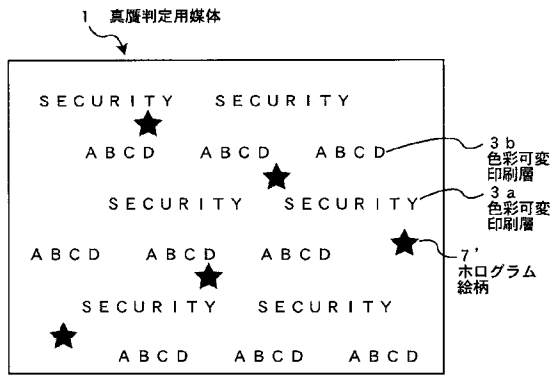 1 真贋判定用媒体
SECURITY SECURITY
ABCD ABCD ABCD
3b
色彩可変
印刷層
SECURITY SECURITY
3a
色彩可変
印刷層
ABCD ABCD ABCD
7’
ホログラム
絵柄
SECURITY SECURITY
ABCD ABCD ABCD